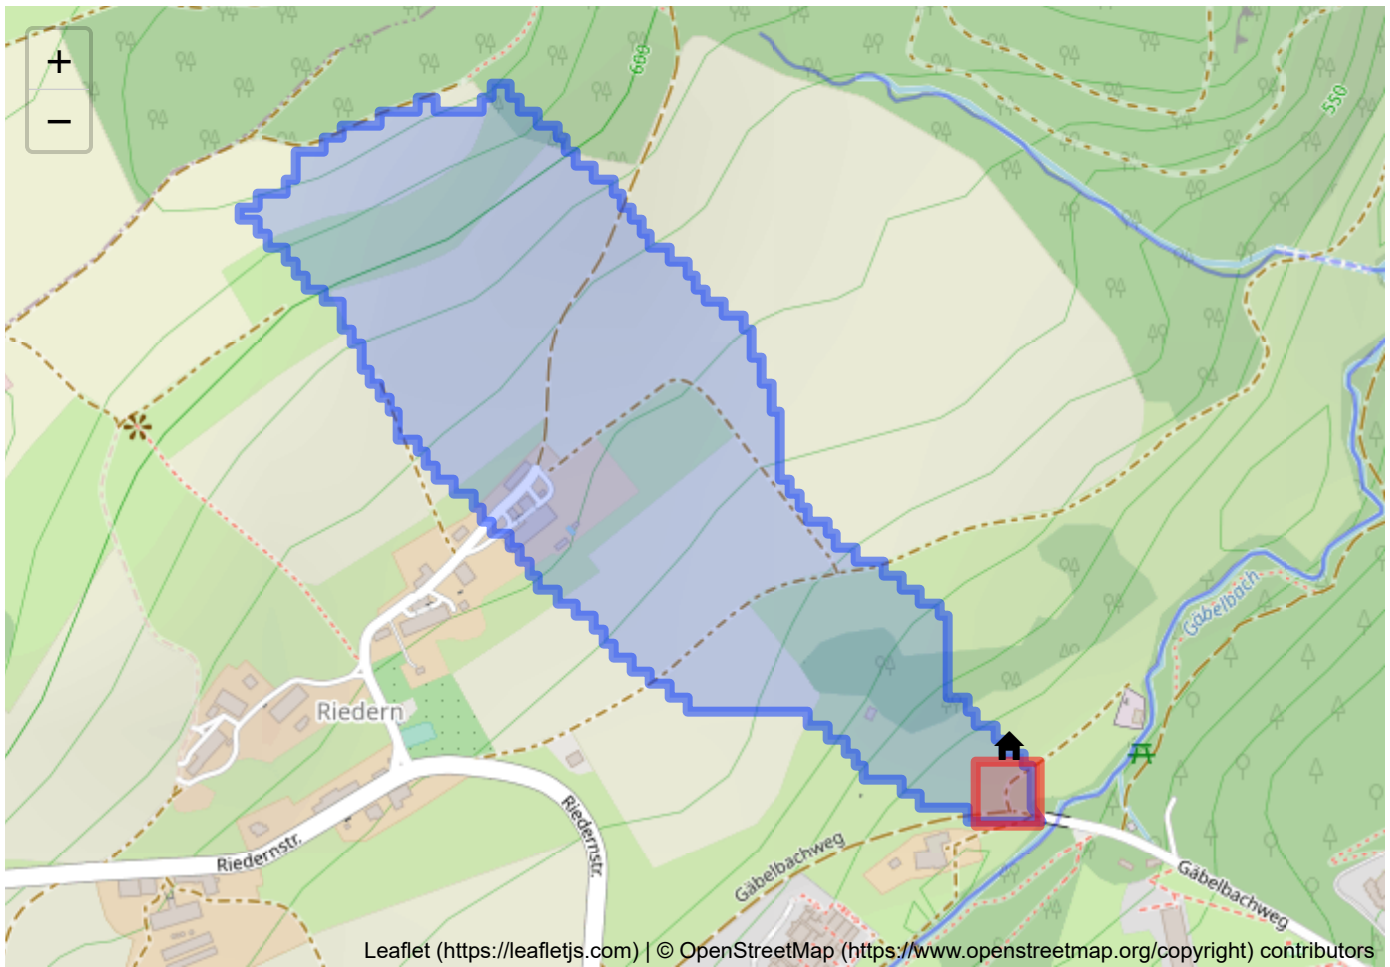 +
−
600
550
Gäbelbach
Riedern
Riedernstr.
Riedernstr.
Gäbelbachweg
Gäbelbachweg
Leaflet (https://leafletjs.com) | © OpenStreetMap (https://www.openstreetmap.org/copyright) contributors